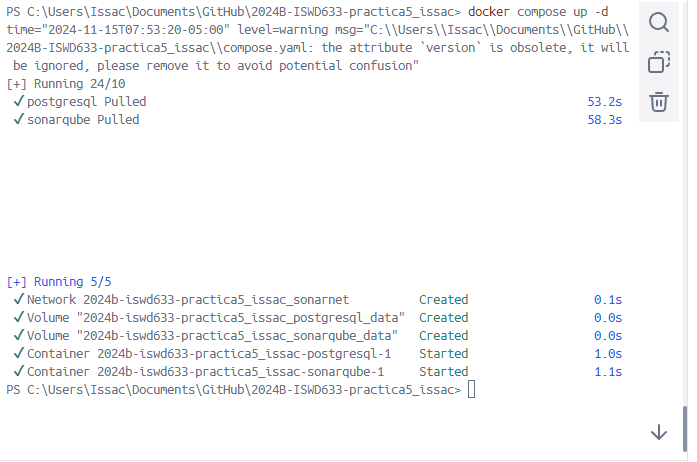 PS C:\Users\Issac\Documents\GitHub\2024B-ISWD633-practica5_issac> docker compose up -d
time="2024-11-15T07:53:20-05:00" level=warning msg="C:\\Users\\Issac\\Documents\\GitHub\\
2024B-ISWD633-practica5_issac\\compose.yaml: the attribute `version` is obsolete, it will
 be ignored, please remove it to avoid potential confusion"
[+] Running 24/10
 ✔ postgresql Pulled 53.2s
 ✔ sonarqube Pulled 58.3s
[+] Running 5/5
 ✔ Network 2024b-iswd633-practica5_issac_sonarnet Created 0.1s
 ✔ Volume "2024b-iswd633-practica5_issac_postgresql_data" Created 0.0s
 ✔ Volume "2024b-iswd633-practica5_issac_sonarqube_data" Created 0.0s
 ✔ Container 2024b-iswd633-practica5_issac-postgresql-1 Started 1.0s
 ✔ Container 2024b-iswd633-practica5_issac-sonarqube-1 Started 1.1s
PS C:\Users\Issac\Documents\GitHub\2024B-ISWD633-practica5_issac>